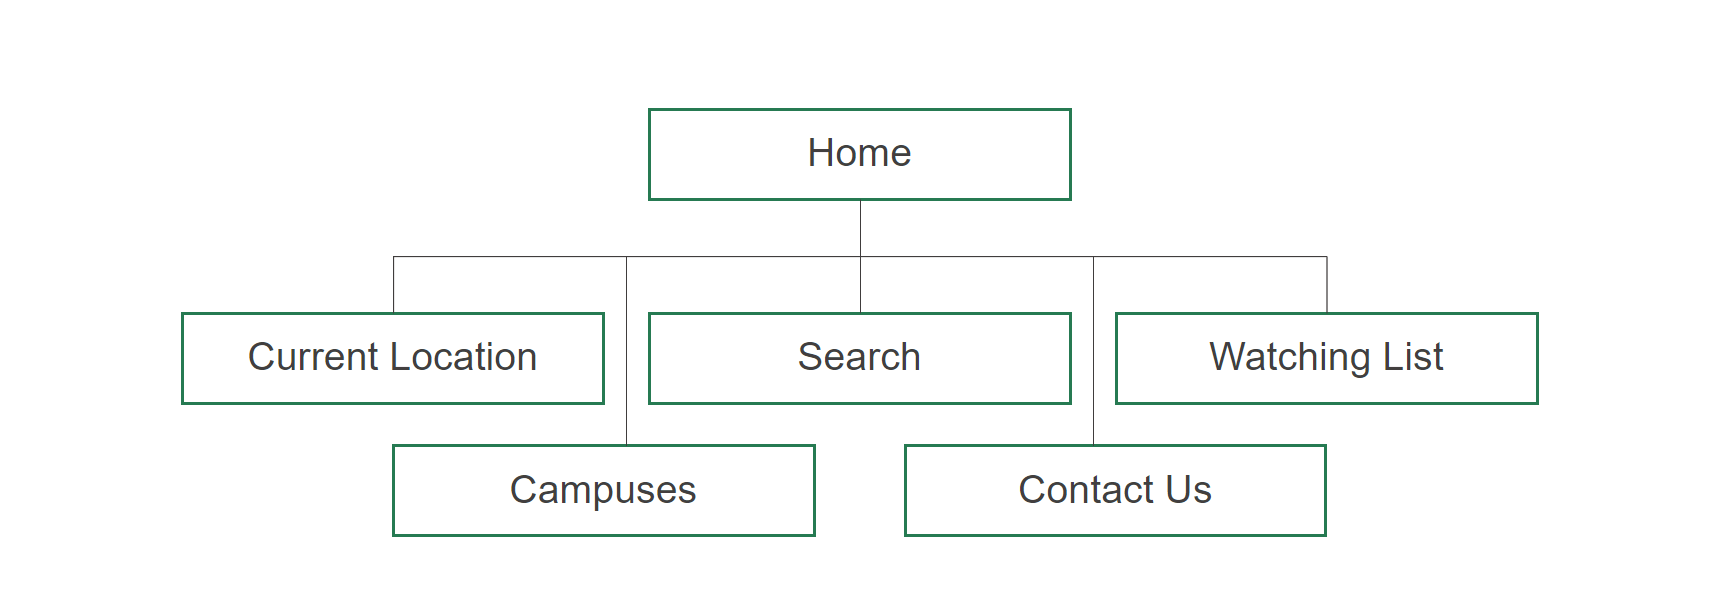 Home
Current Location
Search
Watching List
Campuses
Contact Us